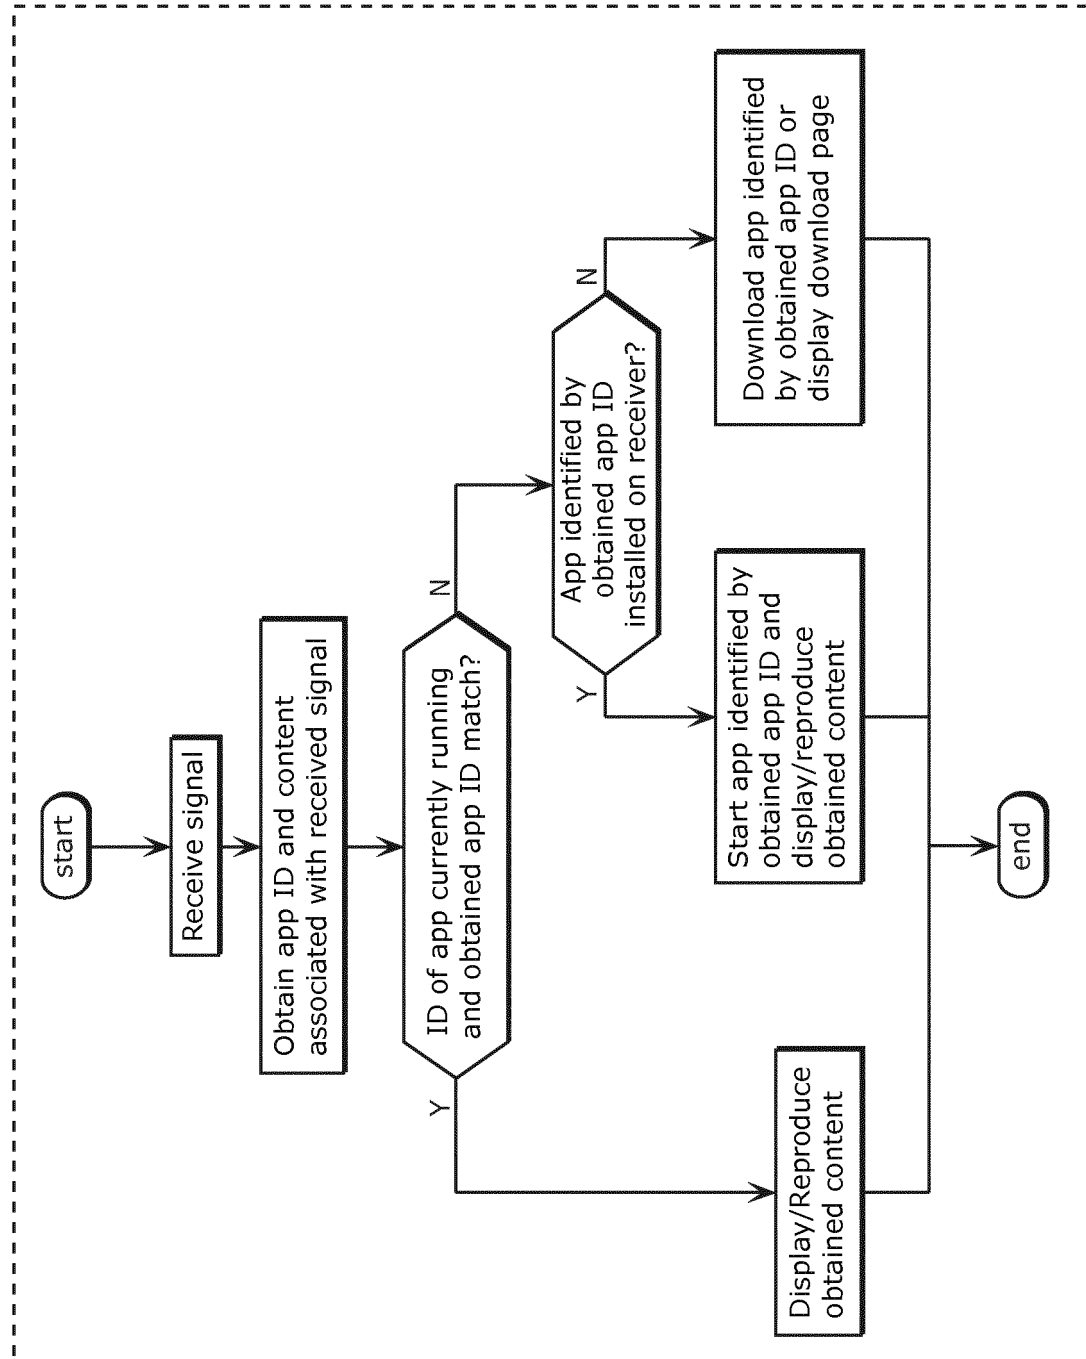 start
Receive signal
Obtain app ID and content
associated with received signal
ID of app currently running
and obtained app ID match?
Y
N
App identified by
obtained app ID
installed on receiver?
Y
N
Display/Reproduce
obtained content
Start app identified by
obtained app ID and
display/reproduce
obtained content
Download app identified
by obtained app ID or
display download page
end